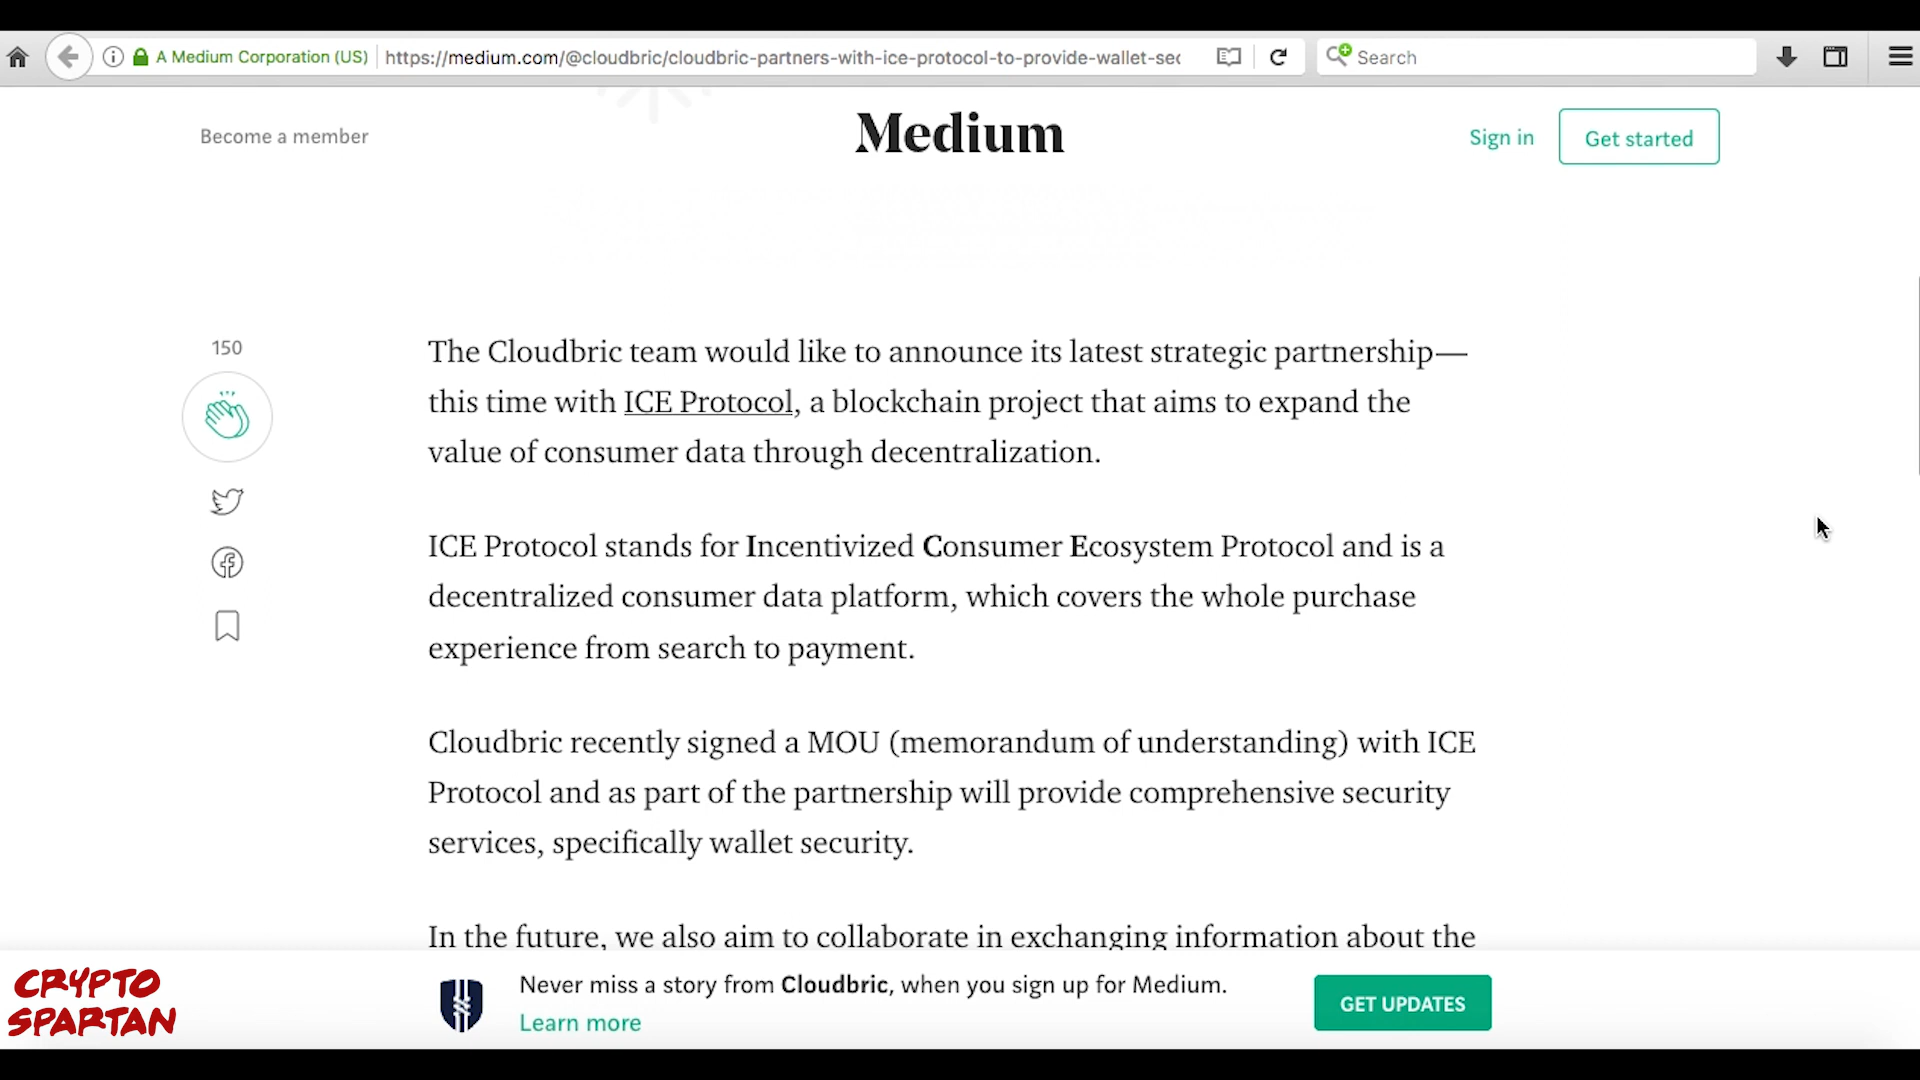 A Medium Corporation (US)
https://medium.com/@cloudbric/cloudbric-partners-with-ice-protocol-to-provide-wallet-sec
Search
Become a member
Medium
Sign in
Get started
150
The Cloudbric team would like to announce its latest strategic partnership—
this time with ICE Protocol, a blockchain project that aims to expand the
value of consumer data through decentralization.
ICE Protocol stands for Incentivized Consumer Ecosystem Protocol and is a
decentralized consumer data platform, which covers the whole purchase
experience from search to payment.
Cloudbric recently signed a MOU (memorandum of understanding) with ICE
Protocol and as part of the partnership will provide comprehensive security
services, specifically wallet security.
In the future, we also aim to collaborate in exchanging information about the
CRYPTO
SPARTAN
Never miss a story from Cloudbric, when you sign up for Medium.
Learn more
GET UPDATES